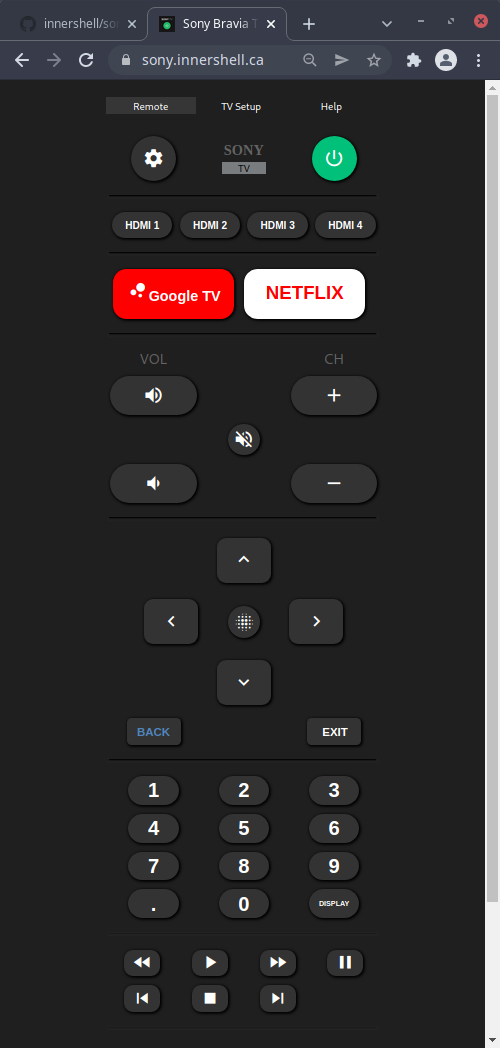 innershell/so
Sony Bravia T
sony.innershell.ca
Remote TV Setup Help
SONY
TV
HDMI 1 HDMI 2 HDMI 3 HDMI 4
Google TV NETFLIX
VOL CH
BACK EXIT
1 2 3
4 5 6
7 8 9
. 0 DISPLAY